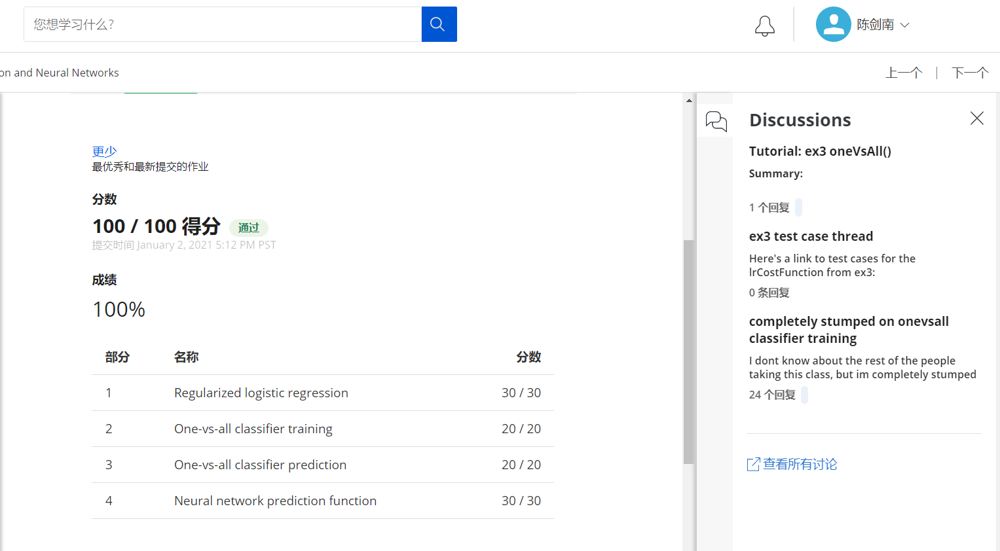 您想学习什么？
陈剑南
on and Neural Networks
上一个 | 下一个
更少
最优秀和最新提交的作业
分数
100 / 100 得分 通过
提交时间 January 2, 2021 5:12 PM PST
成绩
100%
部分 名称 分数
1 Regularized logistic regression 30 / 30
2 One-vs-all classifier training 20 / 20
3 One-vs-all classifier prediction 20 / 20
4 Neural network prediction function 30 / 30
Discussions
Tutorial: ex3 oneVsAll()
Summary:
1 个回复
ex3 test case thread
Here's a link to test cases for the
lrCostFunction from ex3:
0 条回复
completely stumped on onevsall
classifier training
I dont know about the rest of the people
taking this class, but im completely stumped
24 个回复
查看所有讨论